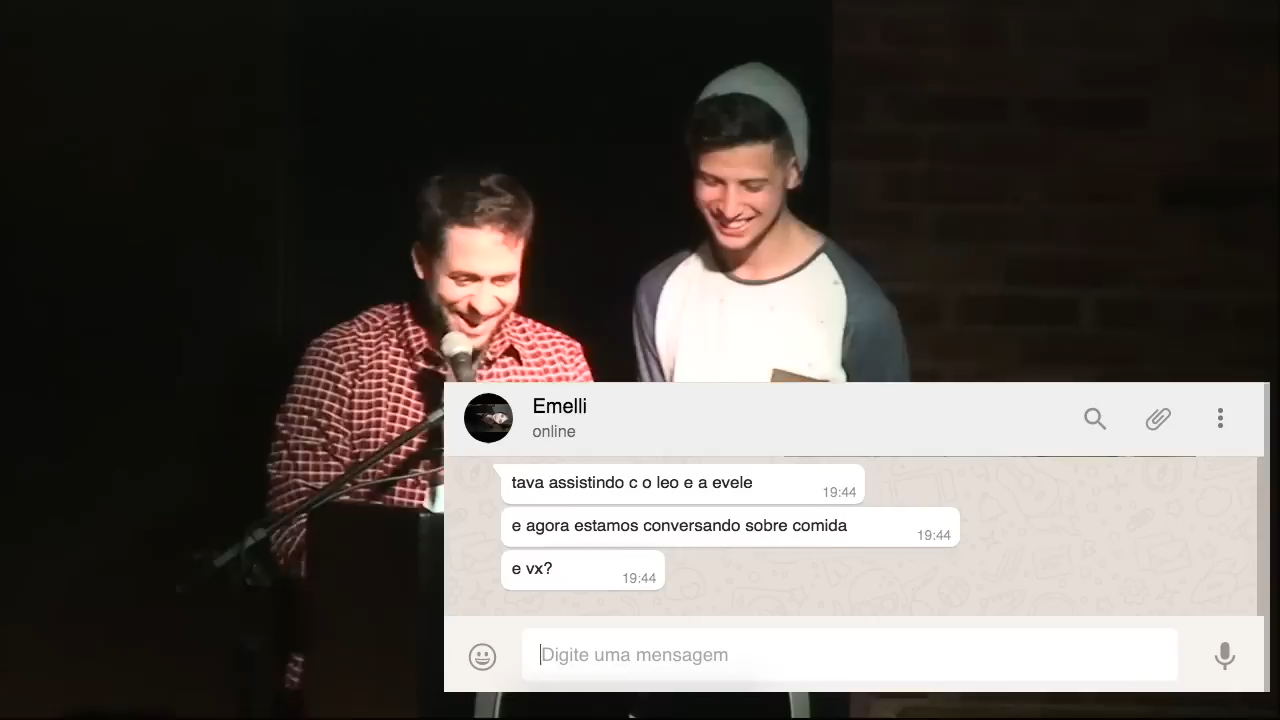 Emelli
online
tava assistindo c o leo e a evele
19:44
e agora estamos conversando sobre comida
19:44
e vx?
19:44
Digite uma mensagem